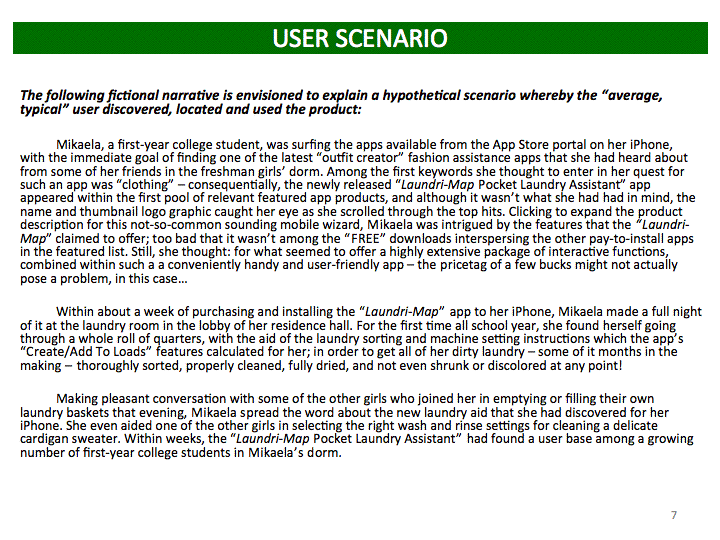 USER SCENARIO
The following fictional narrative is envisioned to explain a hypothetical scenario whereby the “average,
typical” user discovered, located and used the product:
Mikaela, a first-year college student, was surfing the apps available from the App Store portal on her iPhone,
with the immediate goal of finding one of the latest “outfit creator” fashion assistance apps that she had heard about
from some of her friends in the freshman girls’ dorm. Among the first keywords she thought to enter in her quest for
such an app was “clothing” – consequentially, the newly released “Laundri-Map Pocket Laundry Assistant” app
appeared within the first pool of relevant featured app products, and although it wasn’t what she had had in mind, the
name and thumbnail logo graphic caught her eye as she scrolled through the top hits. Clicking to expand the product
description for this not-so-common sounding mobile wizard, Mikaela was intrigued by the features that the “Laundri-
Map” claimed to offer; too bad that it wasn’t among the “FREE” downloads interspersing the other pay-to-install apps
in the featured list. Still, she thought: for what seemed to offer a highly extensive package of interactive functions,
combined within such a a conveniently handy and user-friendly app – the pricetag of a few bucks might not actually
pose a problem, in this case…
Within about a week of purchasing and installing the “Laundri-Map” app to her iPhone, Mikaela made a full night
of it at the laundry room in the lobby of her residence hall. For the first time all school year, she found herself going
through a whole roll of quarters, with the aid of the laundry sorting and machine setting instructions which the app’s
“Create/Add To Loads” features calculated for her; in order to get all of her dirty laundry – some of it months in the
making – thoroughly sorted, properly cleaned, fully dried, and not even shrunk or discolored at any point!
Making pleasant conversation with some of the other girls who joined her in emptying or filling their own
laundry baskets that evening, Mikaela spread the word about the new laundry aid that she had discovered for her
iPhone. She even aided one of the other girls in selecting the right wash and rinse settings for cleaning a delicate
cardigan sweater. Within weeks, the “Laundri-Map Pocket Laundry Assistant” had found a user base among a growing
number of first-year college students in Mikaela’s dorm.
7